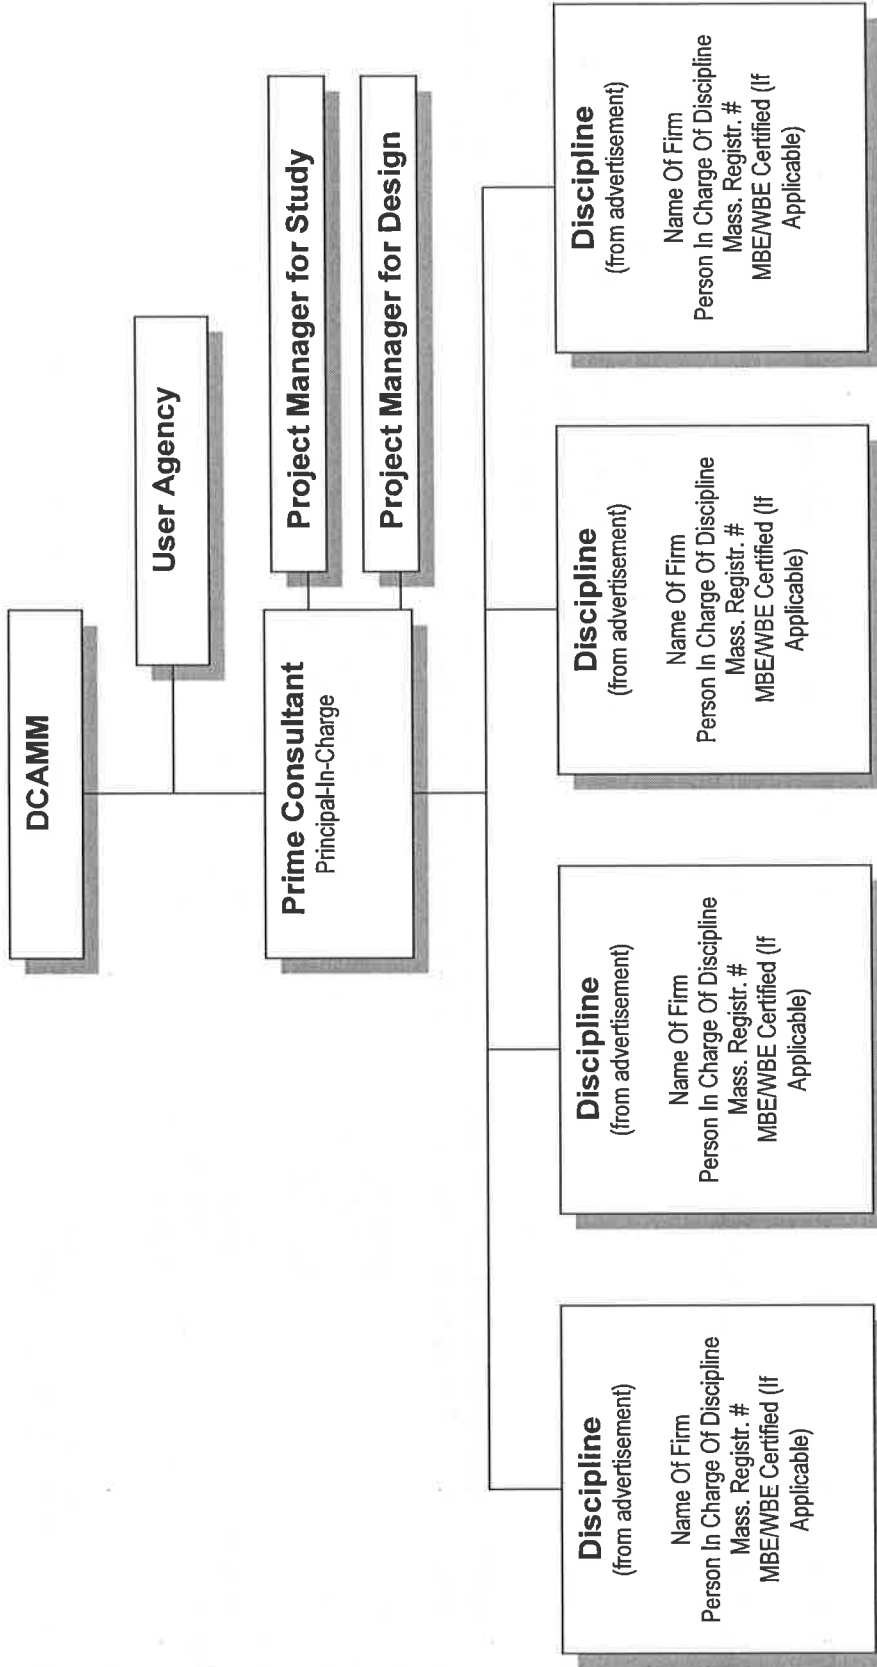 DCAMM
User Agency
Prime Consultant
Principal-In-Charge
Project Manager for Study
Project Manager for Design
Discipline
(from advertisement)
Name Of Firm
Person In Charge Of Discipline
Mass. Registr. #
MBE/WBE Certified (If
Applicable)
Discipline
(from advertisement)
Name Of Firm
Person In Charge Of Discipline
Mass. Registr. #
MBE/WBE Certified (If
Applicable)
Discipline
(from advertisement)
Name Of Firm
Person In Charge Of Discipline
Mass. Registr. #
MBE/WBE Certified (If
Applicable)
Discipline
(from advertisement)
Name Of Firm
Person In Charge Of Discipline
Mass. Registr. #
MBE/WBE Certified (If
Applicable)